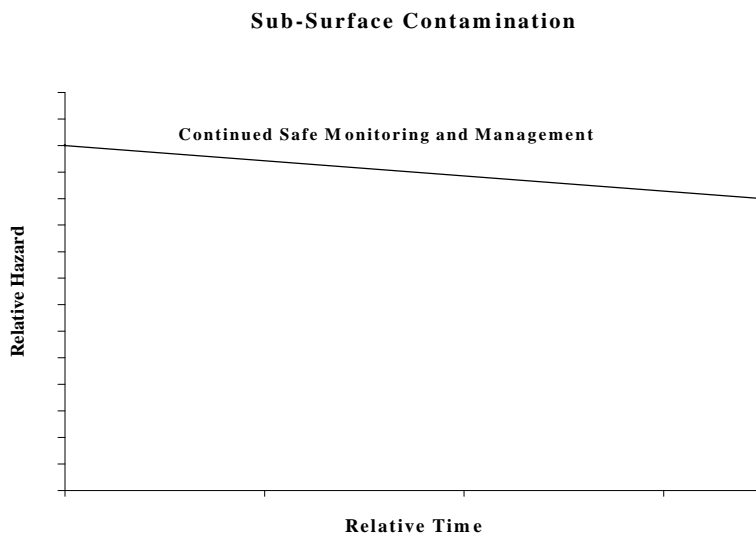 Sub-Surface Contamination
Continued Safe Monitoring and Management
Relative Hazard
Relative Time